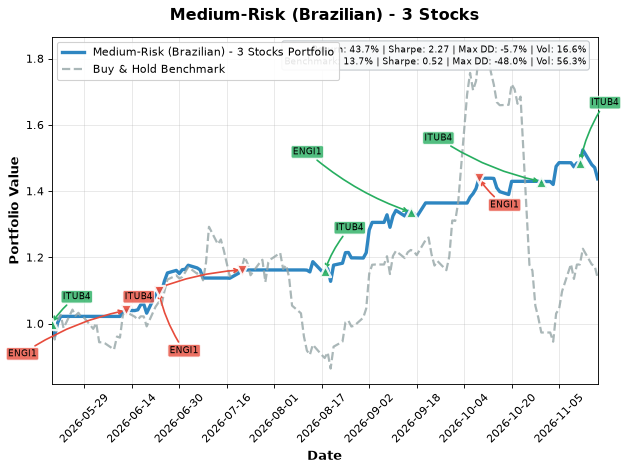 Medium-Risk (Brazilian) - 3 Stocks
Medium-Risk (Brazilian) - 3 Stocks Portfolio
Buy & Hold Benchmark
43.7% | Sharpe: 2.27 | Max DD: -5.7% | Vol: 16.6%
13.7% | Sharpe: 0.52 | Max DD: -48.0% | Vol: 56.3%
Portfolio Value
1.8
1.6
1.4
1.2
1.0
ITUB4
ITUB4
ENGI1
ENGI1
ITUB4
ENGI1
ITUB4
ENGI1
ITUB4
2026-05-29
2026-06-14
2026-06-30
2026-07-16
2026-08-01
2026-08-17
2026-09-02
2026-09-18
2026-10-04
2026-10-20
2026-11-05
Date